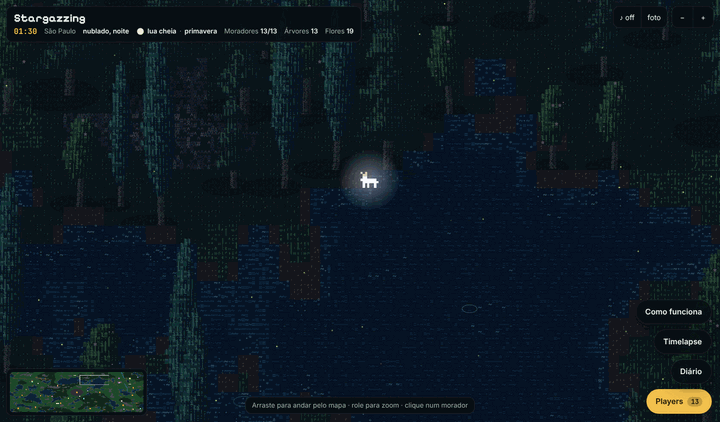 Stargazzing
01:30 São Paulo nublado, noite lua cheia · primavera Moradores 13/13 Árvores 13 Flores 19
♪ off foto − +
Como funciona
Timelapse
Diário
Arraste para andar pelo mapa · role para zoom · clique num morador
Players 13